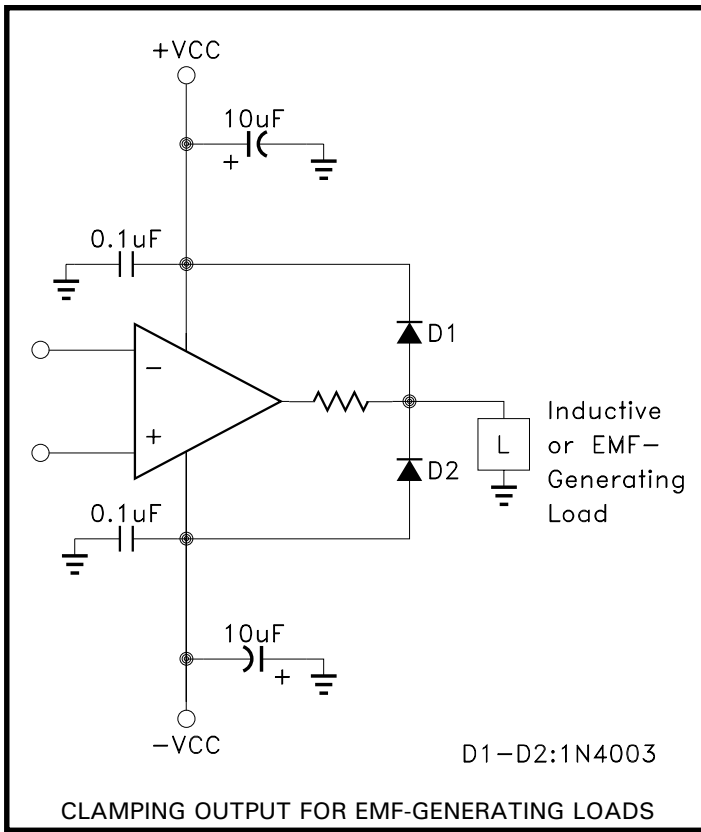 +VCC
10uF
+
0.1uF
D1
−
+
Inductive
or EMF−
Generating
Load
L
D2
0.1uF
10uF
+
−VCC
D1−D2:1N4003
CLAMPING OUTPUT FOR EMF-GENERATING LOADS